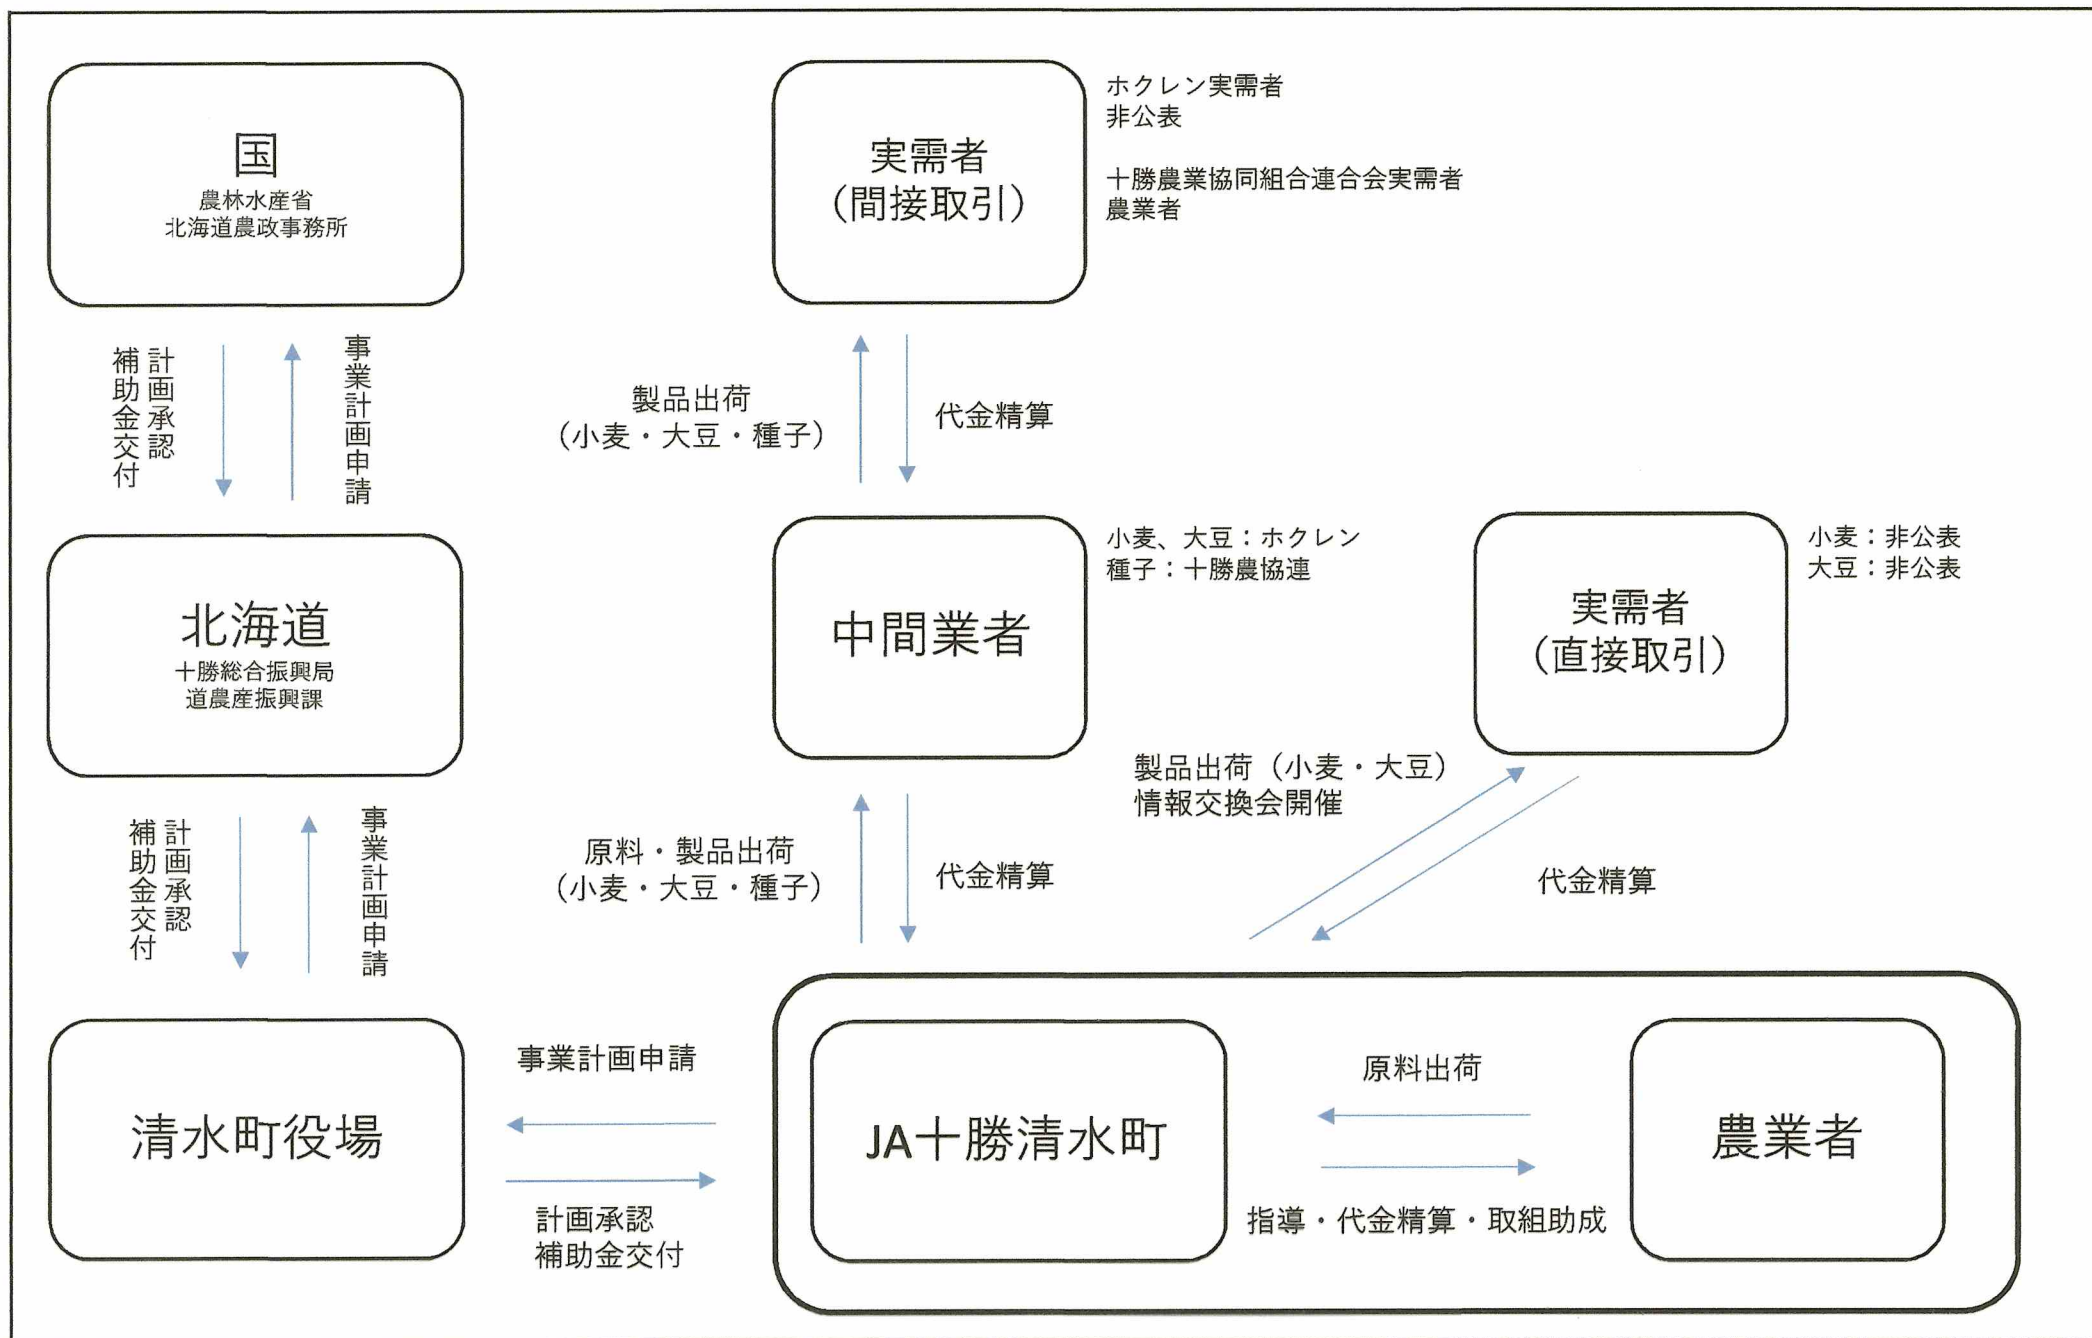 国
農林水産省
北海道農政事務所
実需者
（間接取引）
ホクレン実需者
非公表
十勝農業協同組合連合会実需者
農業者
計画承認
補助金交付
事業計画申請
製品出荷
（小麦・大豆・種子）
代金精算
北海道
十勝総合振興局
道農産振興課
中間業者
小麦、大豆：ホクレン
種子：十勝農協連
実需者
（直接取引）
小麦：非公表
大豆：非公表
計画承認
補助金交付
事業計画申請
原料・製品出荷
（小麦・大豆・種子）
代金精算
製品出荷（小麦・大豆）
情報交換会開催
代金精算
清水町役場
事業計画申請
計画承認
補助金交付
JA十勝清水町
原料出荷
指導・代金精算・取組助成
農業者